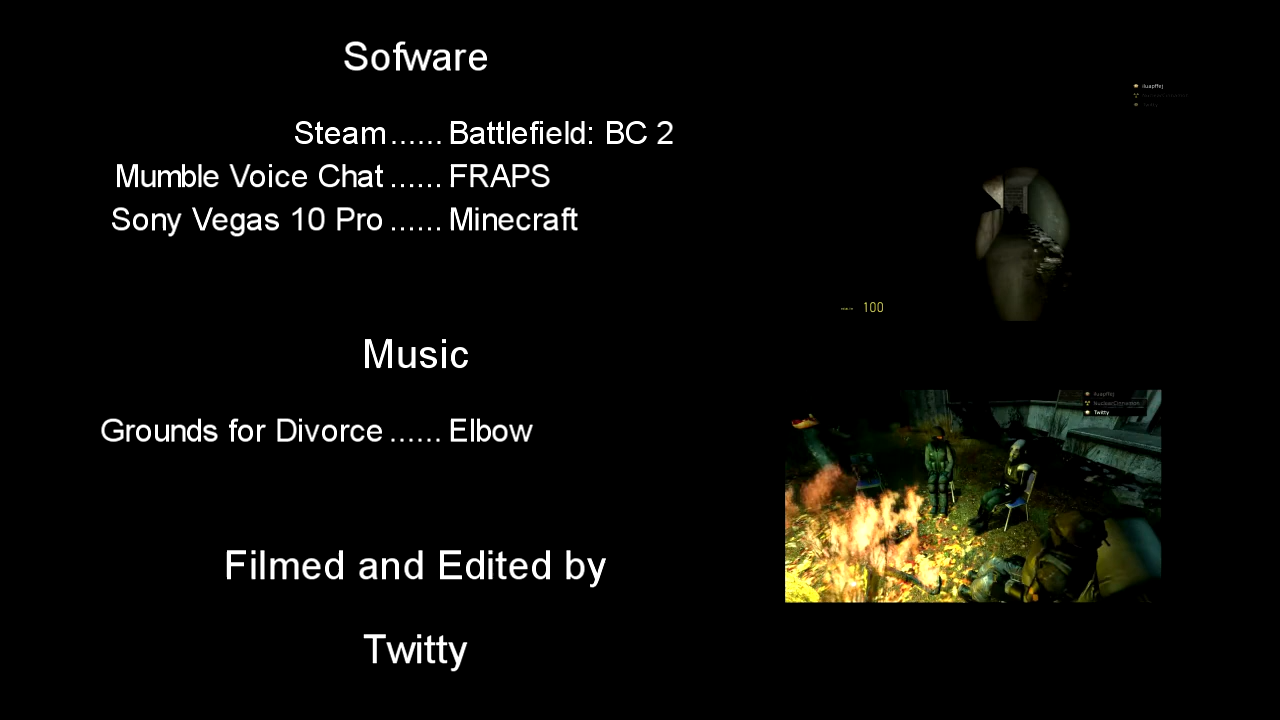 Sofware
Steam ...... Battlefield: BC 2
Mumble Voice Chat ...... FRAPS
Sony Vegas 10 Pro ...... Minecraft
Music
Grounds for Divorce ...... Elbow
Filmed and Edited by
Twitty
100
Twitty